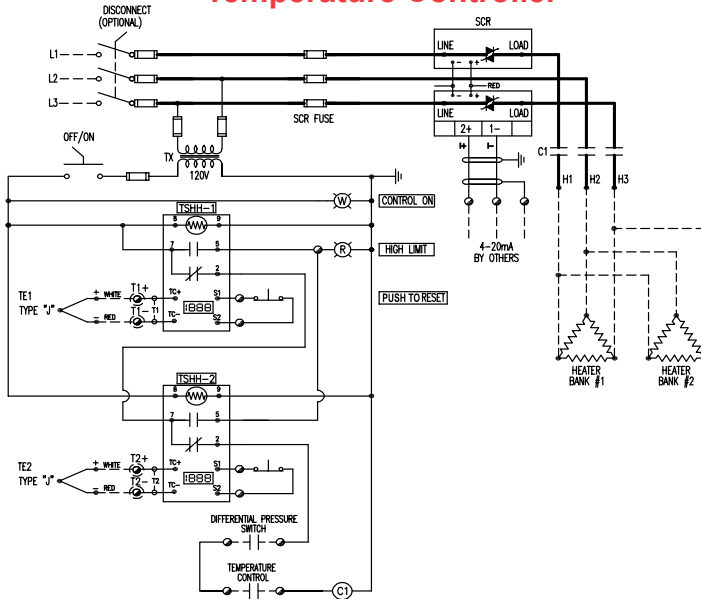 Temperature Controller
DISCONNECT
(OPTIONAL)
SCR
L1
LINE
LOAD
L2
- +
RED
L3
- +
LINE
LOAD
SCR FUSE
2+ 1-
OFF/ON
TX
120V
C1
H1 H2 H3
W
CONTROL ON
TSHH-1
8 9
7 5
R
HIGH LIMIT
4-20mA
BY OTHERS
2
PUSH TO RESET
TE1
TYPE "J"
+ WHITE T1+ TC+ S1
T1
1888
- RED T1- TC- S2
HEATER
BANK #1
HEATER
BANK #2
TSHH-2
8 9
7 5
2
TE2
TYPE "J"
+ WHITE T2+ TC+ S1
T2
1888
- RED T2- TC- S2
DIFFERENTIAL PRESSURE
SWITCH
TEMPERATURE
CONTROL
C1